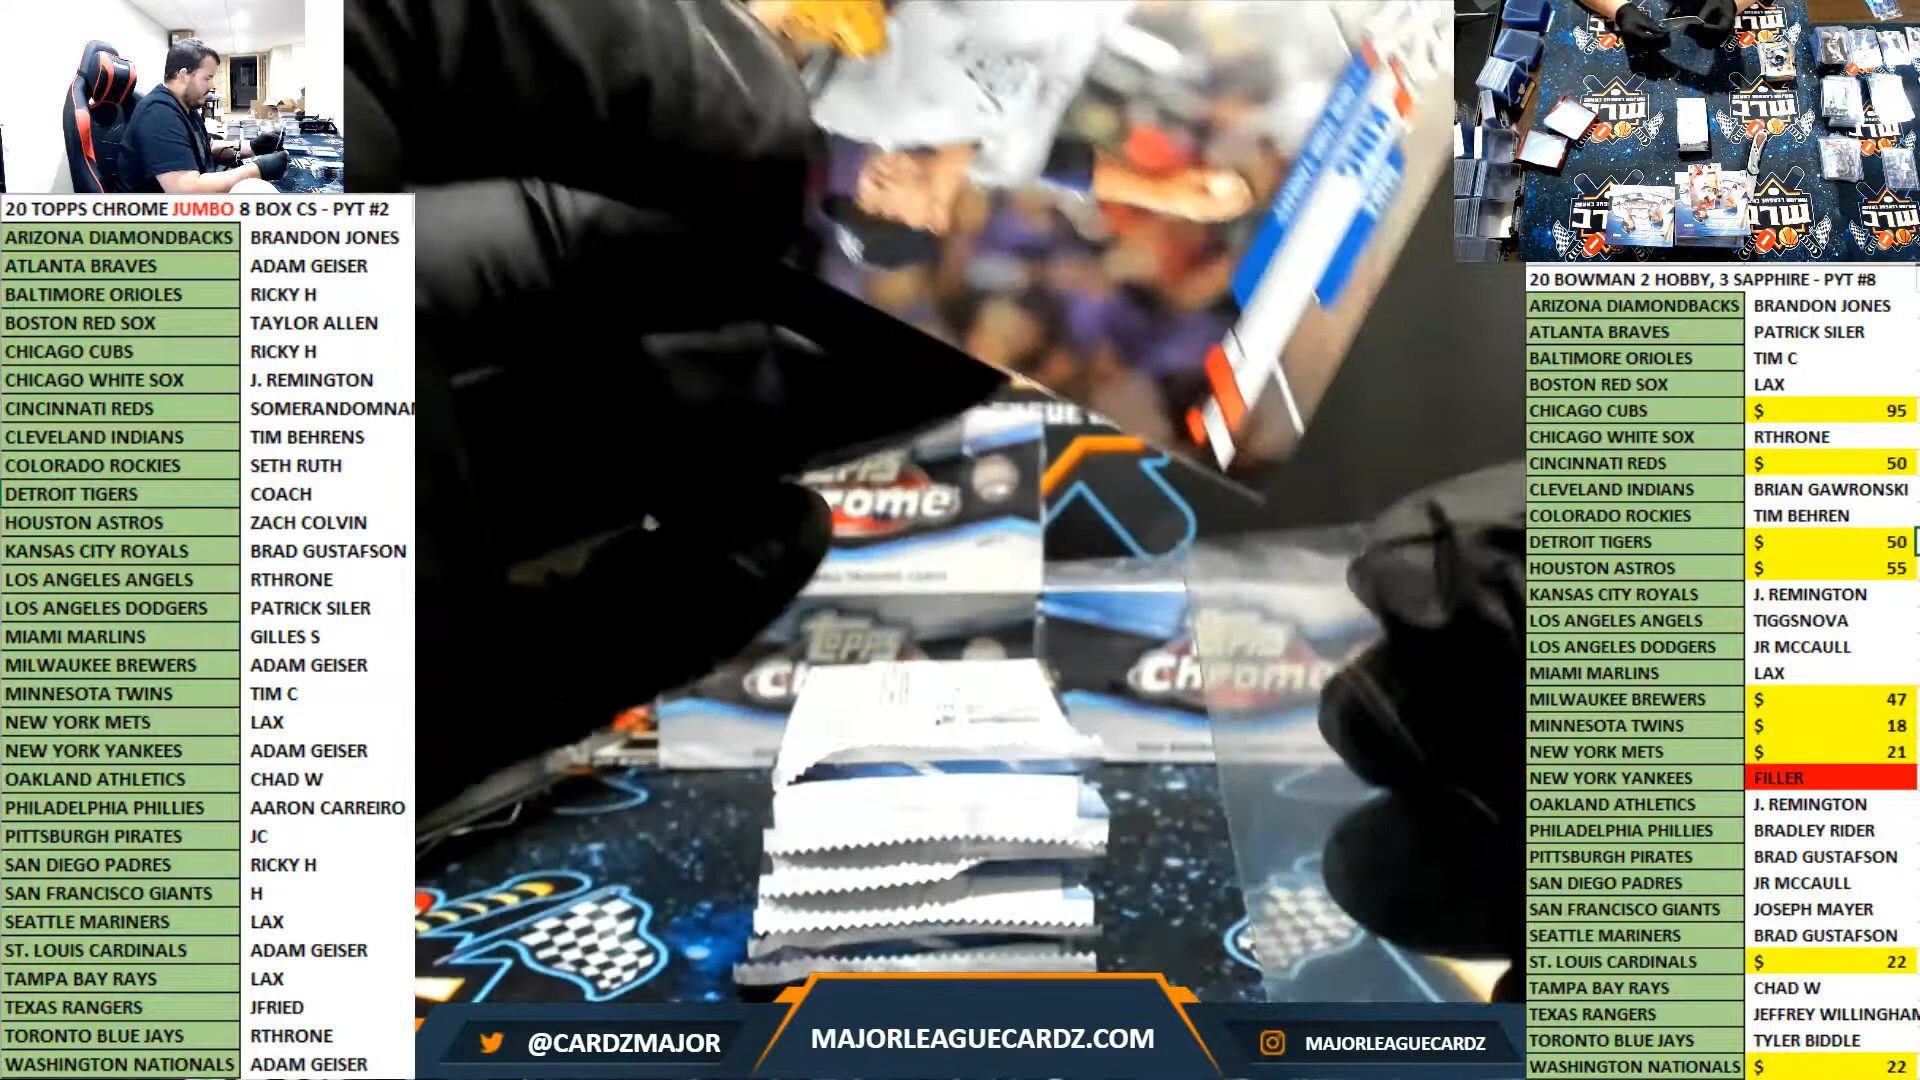 20 TOPPS CHROME JUMBO 8 BOX CS - PYT #2
ARIZONA DIAMONDBACKS BRANDON JONES
ATLANTA BRAVES ADAM GEISER
BALTIMORE ORIOLES RICKY H
BOSTON RED SOX TAYLOR ALLEN
CHICAGO CUBS RICKY H
CHICAGO WHITE SOX J. REMINGTON
CINCINNATI REDS SOMERANDOMNA
CLEVELAND INDIANS TIM BEHRENS
COLORADO ROCKIES SETH RUTH
DETROIT TIGERS COACH
HOUSTON ASTROS ZACH COLVIN
KANSAS CITY ROYALS BRAD GUSTAFSON
LOS ANGELES ANGELS RTHRONE
LOS ANGELES DODGERS PATRICK SILER
MIAMI MARLINS GILLES S
MILWAUKEE BREWERS ADAM GEISER
MINNESOTA TWINS TIM C
NEW YORK METS LAX
NEW YORK YANKEES ADAM GEISER
OAKLAND ATHLETICS CHAD W
PHILADELPHIA PHILLIES AARON CARREIRO
PITTSBURGH PIRATES JC
SAN DIEGO PADRES RICKY H
SAN FRANCISCO GIANTS H
SEATTLE MARINERS LAX
ST. LOUIS CARDINALS ADAM GEISER
TAMPA BAY RAYS LAX
TEXAS RANGERS JFRIED
TORONTO BLUE JAYS RTHRONE
WASHINGTON NATIONALS ADAM GEISER
Chrome
Topps
Chrome
@CARDZMAJOR
MAJORLEAGUECARDZ.COM
MAJORLEAGUECARDZ
20 BOWMAN 2 HOBBY, 3 SAPPHIRE - PYT #8
ARIZONA DIAMONDBACKS BRANDON JONES
ATLANTA BRAVES PATRICK SILER
BALTIMORE ORIOLES TIM C
BOSTON RED SOX LAX
CHICAGO CUBS $ 95
CHICAGO WHITE SOX RTHRONE
CINCINNATI REDS $ 50
CLEVELAND INDIANS BRIAN GAWRONSKI
COLORADO ROCKIES TIM BEHREN
DETROIT TIGERS $ 50
HOUSTON ASTROS $ 55
KANSAS CITY ROYALS J. REMINGTON
LOS ANGELES ANGELS TIGGSNOVA
LOS ANGELES DODGERS JR MCCAULL
MIAMI MARLINS LAX
MILWAUKEE BREWERS $ 47
MINNESOTA TWINS $ 18
NEW YORK METS $ 21
NEW YORK YANKEES FILLER
OAKLAND ATHLETICS J. REMINGTON
PHILADELPHIA PHILLIES BRADLEY RIDER
PITTSBURGH PIRATES BRAD GUSTAFSON
SAN DIEGO PADRES JR MCCAULL
SAN FRANCISCO GIANTS JOSEPH MAYER
SEATTLE MARINERS BRAD GUSTAFSON
ST. LOUIS CARDINALS $ 22
TAMPA BAY RAYS CHAD W
TEXAS RANGERS JEFFREY WILLINGHAM
TORONTO BLUE JAYS TYLER BIDDLE
WASHINGTON NATIONALS $ 22